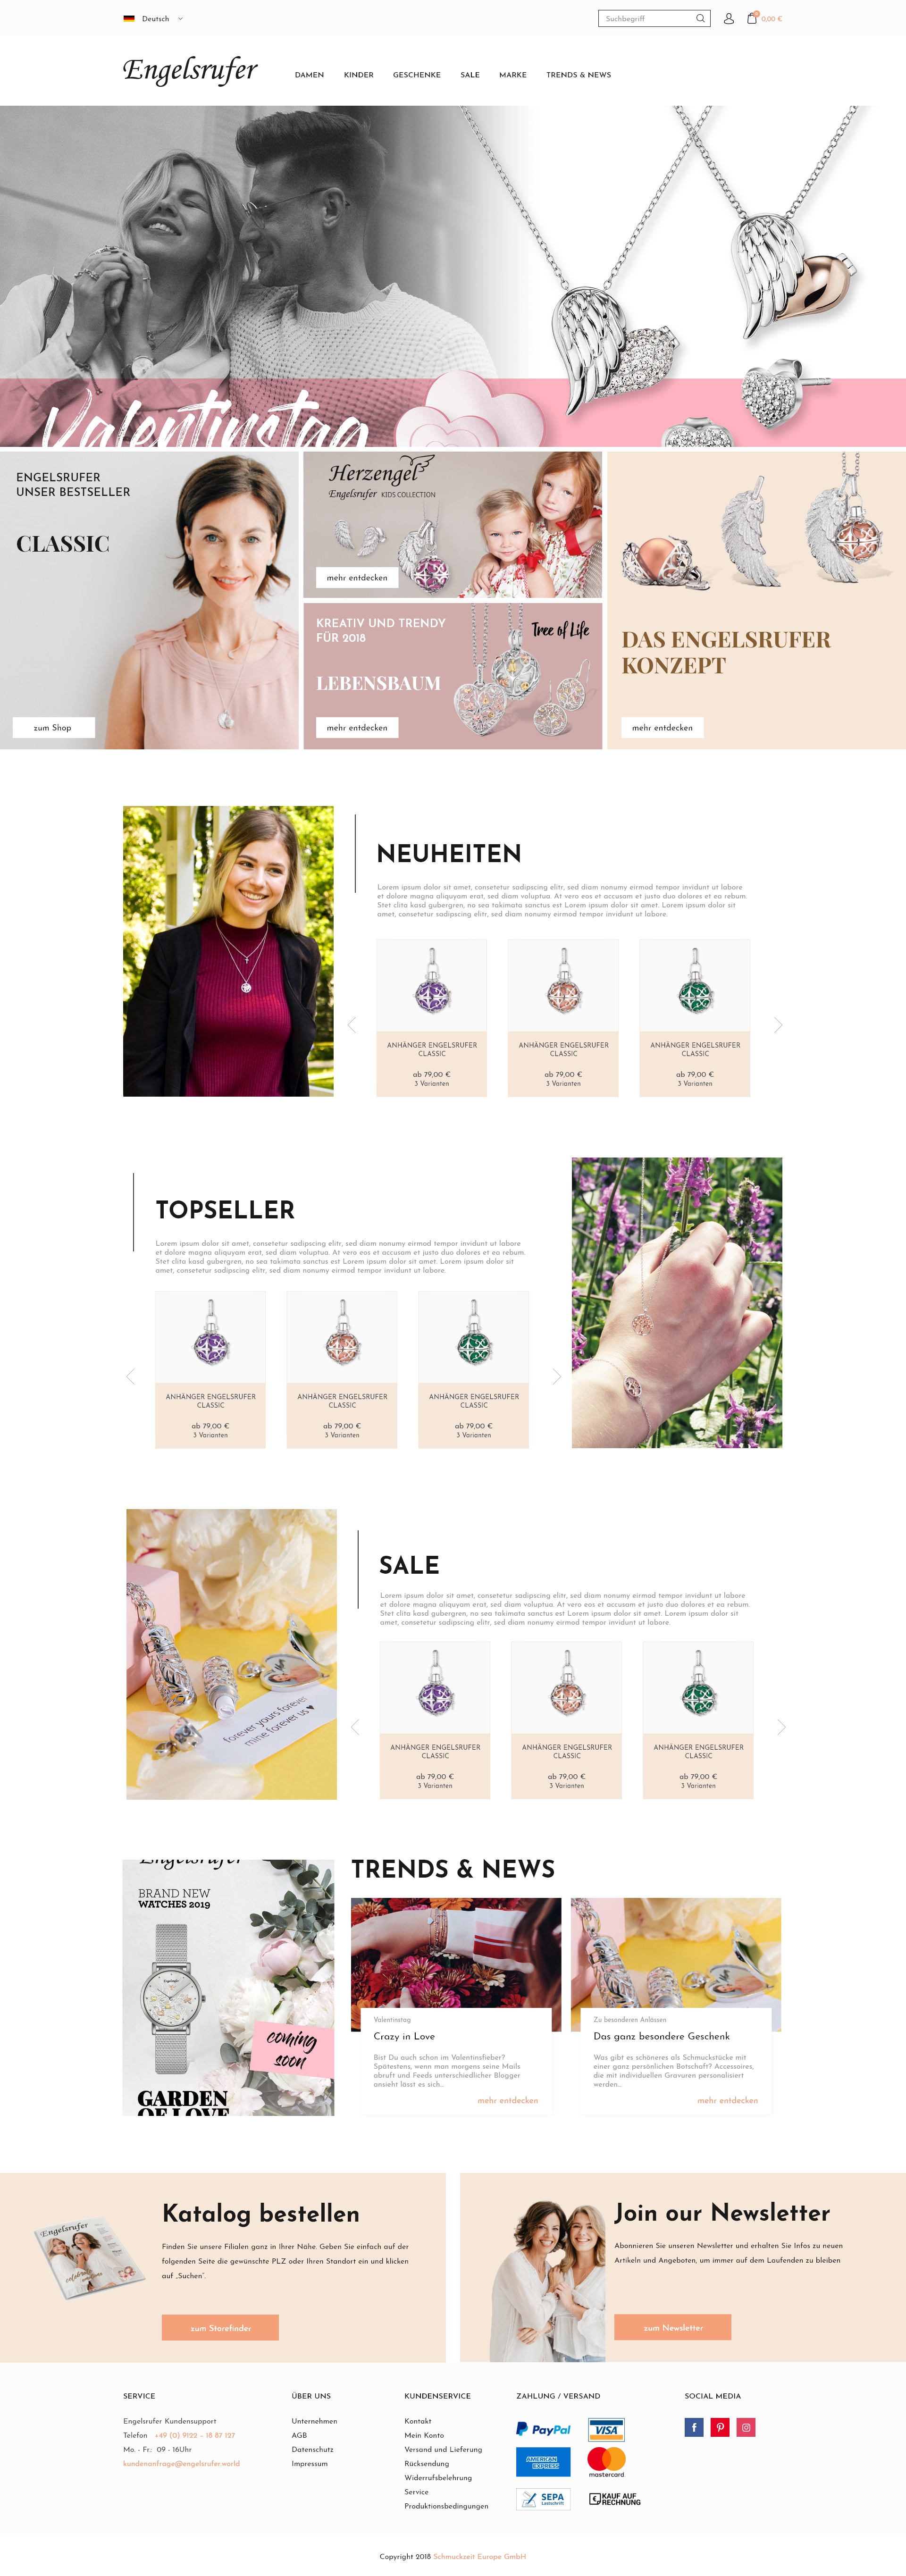 Deutsch
Suchbegriff
0,00 €
Engelsrufer
DAMEN KINDER GESCHENKE SALE MARKE TRENDS & NEWS
Valentinstag
ENGELSRUFER
UNSER BESTSELLER
CLASSIC
zum Shop
Herzengel
Engelsrufer KIDS COLLECTION
mehr entdecken
KREATIV UND TRENDY
FÜR 2018
Tree of Life
LEBENSBAUM
mehr entdecken
DAS ENGELSRUFER
KONZEPT
mehr entdecken
NEUHEITEN
Lorem ipsum dolor sit amet, consetetur sadipscing elitr, sed diam nonumy eirmod tempor invidunt ut labore
et dolore magna aliquyam erat, sed diam voluptua. At vero eos et accusam et justo duo dolores et ea rebum.
Stet clita kasd gubergren, no sea takimata sanctus est Lorem ipsum dolor sit amet. Lorem ipsum dolor sit
amet, consetetur sadipscing elitr, sed diam nonumy eirmod tempor invidunt ut labore.
ANHÄNGER ENGELSRUFER
CLASSIC
ab 79,00 €
3 Varianten
ANHÄNGER ENGELSRUFER
CLASSIC
ab 79,00 €
3 Varianten
ANHÄNGER ENGELSRUFER
CLASSIC
ab 79,00 €
3 Varianten
TOPSELLER
Lorem ipsum dolor sit amet, consetetur sadipscing elitr, sed diam nonumy eirmod tempor invidunt ut labore
et dolore magna aliquyam erat, sed diam voluptua. At vero eos et accusam et justo duo dolores et ea rebum.
Stet clita kasd gubergren, no sea takimata sanctus est Lorem ipsum dolor sit amet. Lorem ipsum dolor sit
amet, consetetur sadipscing elitr, sed diam nonumy eirmod tempor invidunt ut labore.
ANHÄNGER ENGELSRUFER
CLASSIC
ab 79,00 €
3 Varianten
ANHÄNGER ENGELSRUFER
CLASSIC
ab 79,00 €
3 Varianten
ANHÄNGER ENGELSRUFER
CLASSIC
ab 79,00 €
3 Varianten
forever yours forever
mine forever us
SALE
Lorem ipsum dolor sit amet, consetetur sadipscing elitr, sed diam nonumy eirmod tempor invidunt ut labore
et dolore magna aliquyam erat, sed diam voluptua. At vero eos et accusam et justo duo dolores et ea rebum.
Stet clita kasd gubergren, no sea takimata sanctus est Lorem ipsum dolor sit amet. Lorem ipsum dolor sit
amet, consetetur sadipscing elitr, sed diam nonumy eirmod tempor invidunt ut labore.
ANHÄNGER ENGELSRUFER
CLASSIC
ab 79,00 €
3 Varianten
ANHÄNGER ENGELSRUFER
CLASSIC
ab 79,00 €
3 Varianten
ANHÄNGER ENGELSRUFER
CLASSIC
ab 79,00 €
3 Varianten
Engelsrufer
BRAND NEW
WATCHES 2019
coming
soon
GARDEN
OF LOVE
TRENDS & NEWS
Valentinstag
Crazy in Love
Bist Du auch schon im Valentinsfieber?
Spätestens, wenn man morgens seine Mails
abruft und Feeds unterschiedlicher Blogger
ansieht lässt es sich...
mehr entdecken
Zu besonderen Anlässen
Das ganz besondere Geschenk
Was gibt es schöneres als Schmuckstücke mit
einer ganz persönlichen Botschaft? Accessoires,
die mit individuellen Gravuren personalisiert
werden...
mehr entdecken
Engelsrufer
Katalog bestellen
Finden Sie unsere Filialen ganz in Ihrer Nähe. Geben Sie einfach auf der
folgenden Seite die gewünschte PLZ oder Ihren Standort ein und klicken
auf „Suchen“.
zum Storefinder
Join our Newsletter
Abonnieren Sie unseren Newsletter und erhalten Sie Infos zu neuen
Artikeln und Angeboten, um immer auf dem Laufenden zu bleiben
zum Newsletter
SERVICE
Engelsrufer Kundensupport
Telefon +49 (0) 9122 – 18 87 127
Mo. - Fr.: 09 - 16Uhr
kundenanfrage@engelsrufer.world
ÜBER UNS
Unternehmen
AGB
Datenschutz
Impressum
KUNDENSERVICE
Kontakt
Mein Konto
Versand und Lieferung
Rücksendung
Widerrufsbelehrung
Service
Produktionsbedingungen
ZAHLUNG / VERSAND
PayPal
VISA
AMERICAN
EXPRESS
mastercard
SEPA
Lastschrift
KAUF AUF
RECHNUNG
SOCIAL MEDIA
Copyright 2018 Schmuckzeit Europe GmbH